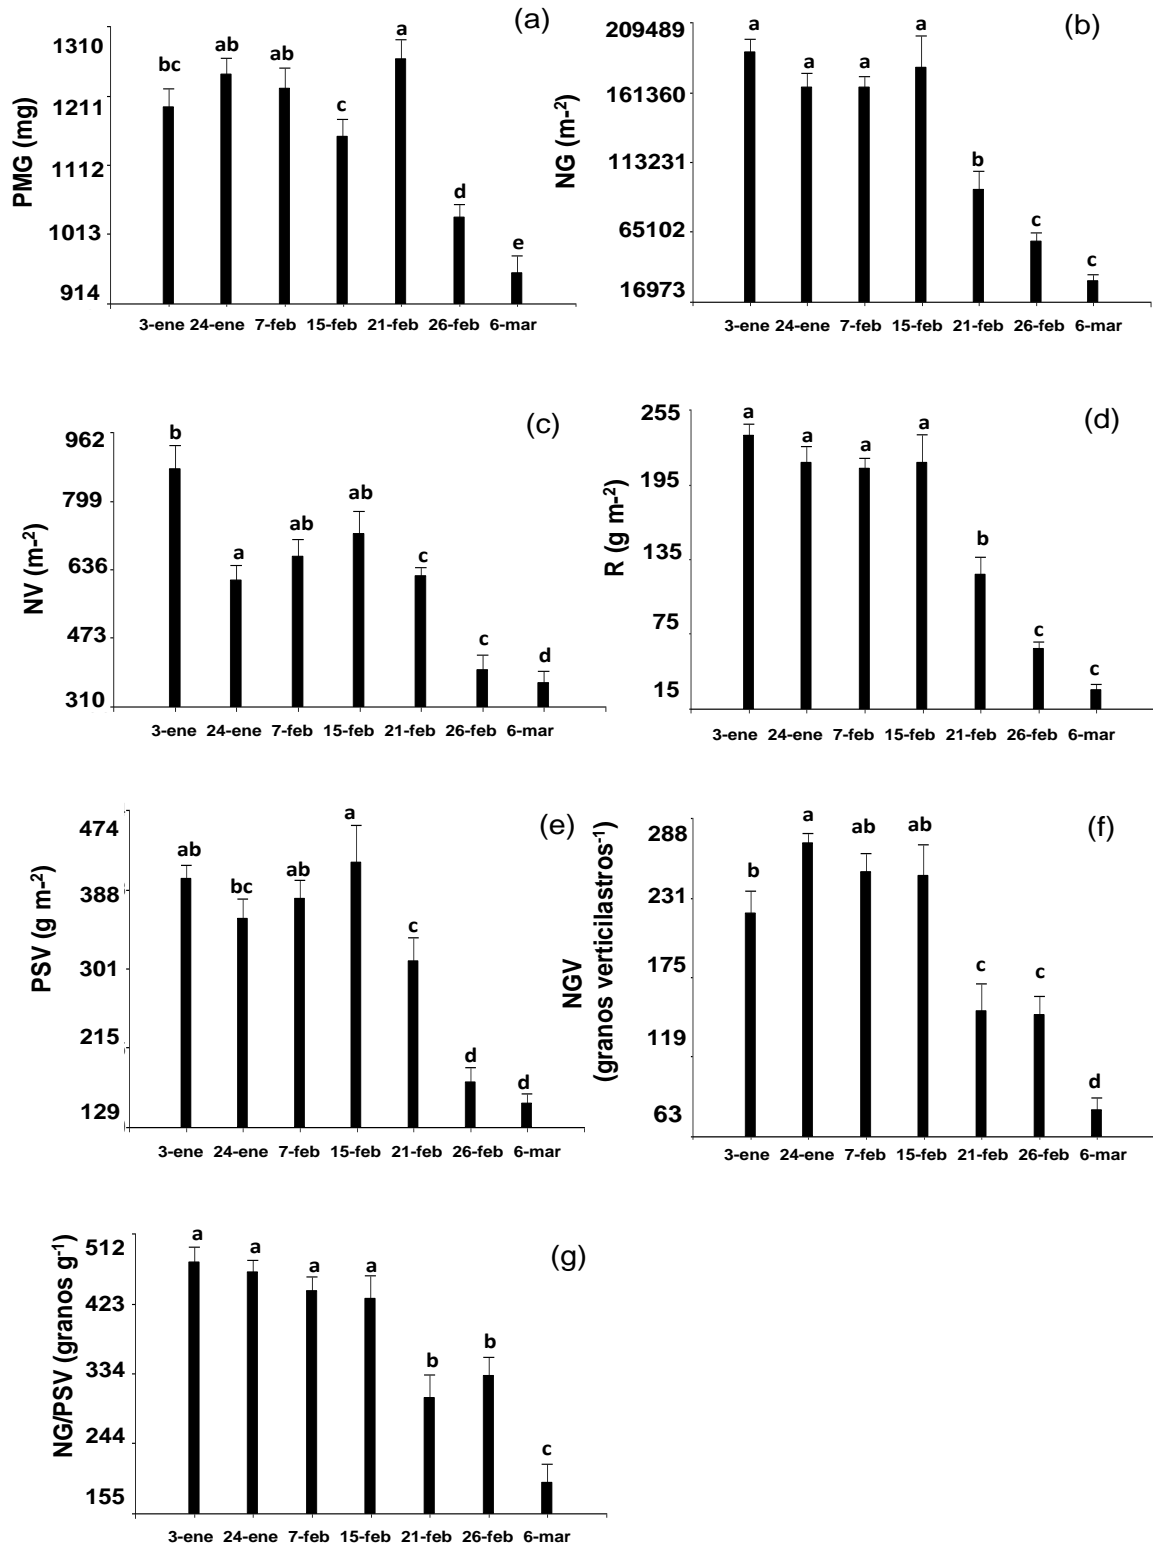 (a)
PMG (mg)
1310
1211
1112
1013
914
bc
ab
ab
c
a
d
e
3-ene 24-ene 7-feb 15-feb 21-feb 26-feb 6-mar
(b)
NG (m-²)
209489
161360
113231
65102
16973
a
a
a
a
b
c
c
3-ene 24-ene 7-feb 15-feb 21-feb 26-feb 6-mar
(c)
NV (m-²)
962
799
636
473
310
b
a
ab
ab
c
c
d
3-ene 24-ene 7-feb 15-feb 21-feb 26-feb 6-mar
(d)
R (g m-²)
255
195
135
75
15
a
a
a
a
b
c
c
3-ene 24-ene 7-feb 15-feb 21-feb 26-feb 6-mar
(e)
PSV (g m-²)
474
388
301
215
129
ab
bc
ab
a
c
d
d
3-ene 24-ene 7-feb 15-feb 21-feb 26-feb 6-mar
(f)
NGV
(granos verticilastros⁻¹)
288
231
175
119
63
b
a
ab
ab
c
c
d
3-ene 24-ene 7-feb 15-feb 21-feb 26-feb 6-mar
(g)
NG/PSV (granos g⁻¹)
512
423
334
244
155
a
a
a
a
b
b
c
3-ene 24-ene 7-feb 15-feb 21-feb 26-feb 6-mar